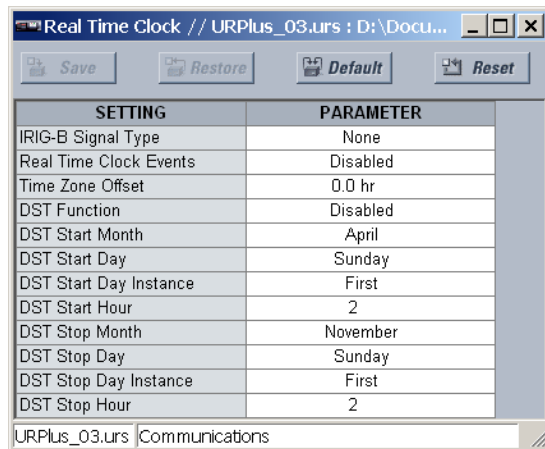 Real Time Clock // URPlus_03.urs : D:\Docu...
Save Restore Default Reset
SETTING PARAMETER
IRIG-B Signal Type None
Real Time Clock Events Disabled
Time Zone Offset 0.0 hr
DST Function Disabled
DST Start Month April
DST Start Day Sunday
DST Start Day Instance First
DST Start Hour 2
DST Stop Month November
DST Stop Day Sunday
DST Stop Day Instance First
DST Stop Hour 2
URPlus_03.urs Communications